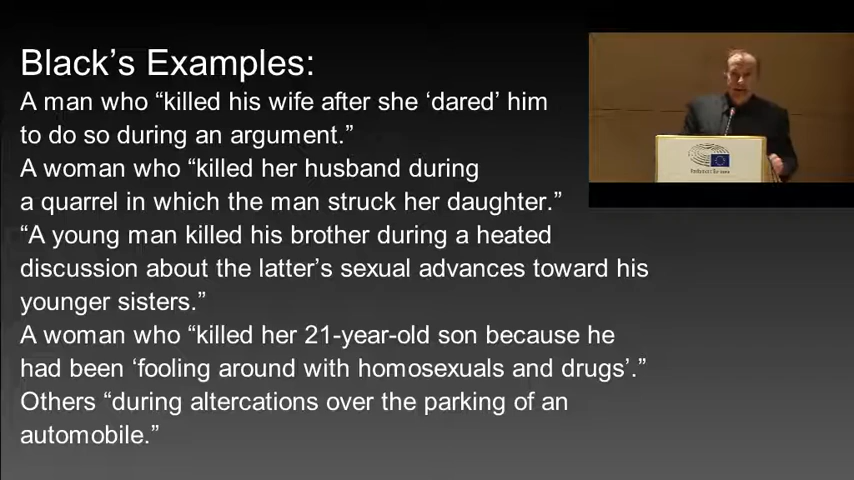 Black’s Examples:
A man who “killed his wife after she ‘dared’ him
to do so during an argument.”
A woman who “killed her husband during
a quarrel in which the man struck her daughter.”
“A young man killed his brother during a heated
discussion about the latter’s sexual advances toward his
younger sisters.”
A woman who “killed her 21-year-old son because he
had been ‘fooling around with homosexuals and drugs’.”
Others “during altercations over the parking of an
automobile.”